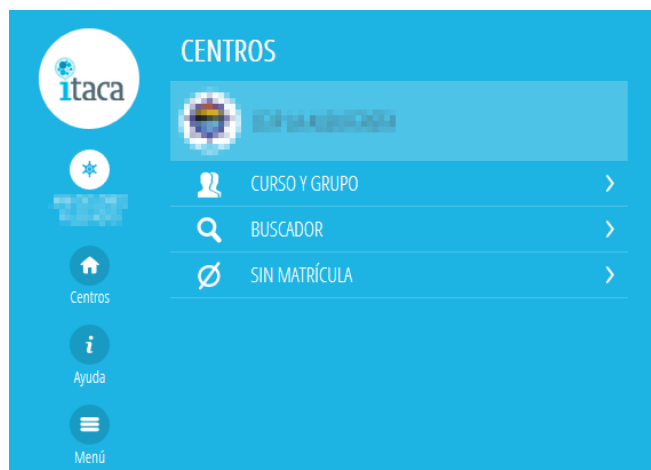 itaca
CENTROS
CURSO Y GRUPO
BUSCADOR
SIN MATRÍCULA
Centros
Ayuda
Menú